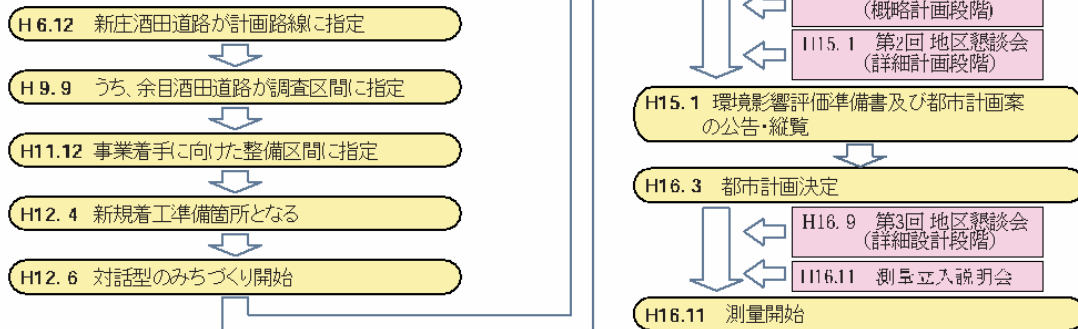 H 6.12 新庄酒田道路が計画路線に指定
H 9. 9 うち、余目酒田道路が調査区間に指定
H11.12 事業着手に向けた整備区間に指定
H12. 4 新規着工準備箇所となる
H12. 6 対話型のみちづくり開始
(概略計画段階)
H15. 1 第2回 地区懇談会
(詳細計画段階)
H15. 1 環境影響評価準備書及び都市計画案
の公告・縦覧
H16. 3 都市計画決定
H16. 9 第3回 地区懇談会
(詳細設計段階)
H16.11 測量立入説明会
H16.11 測量開始